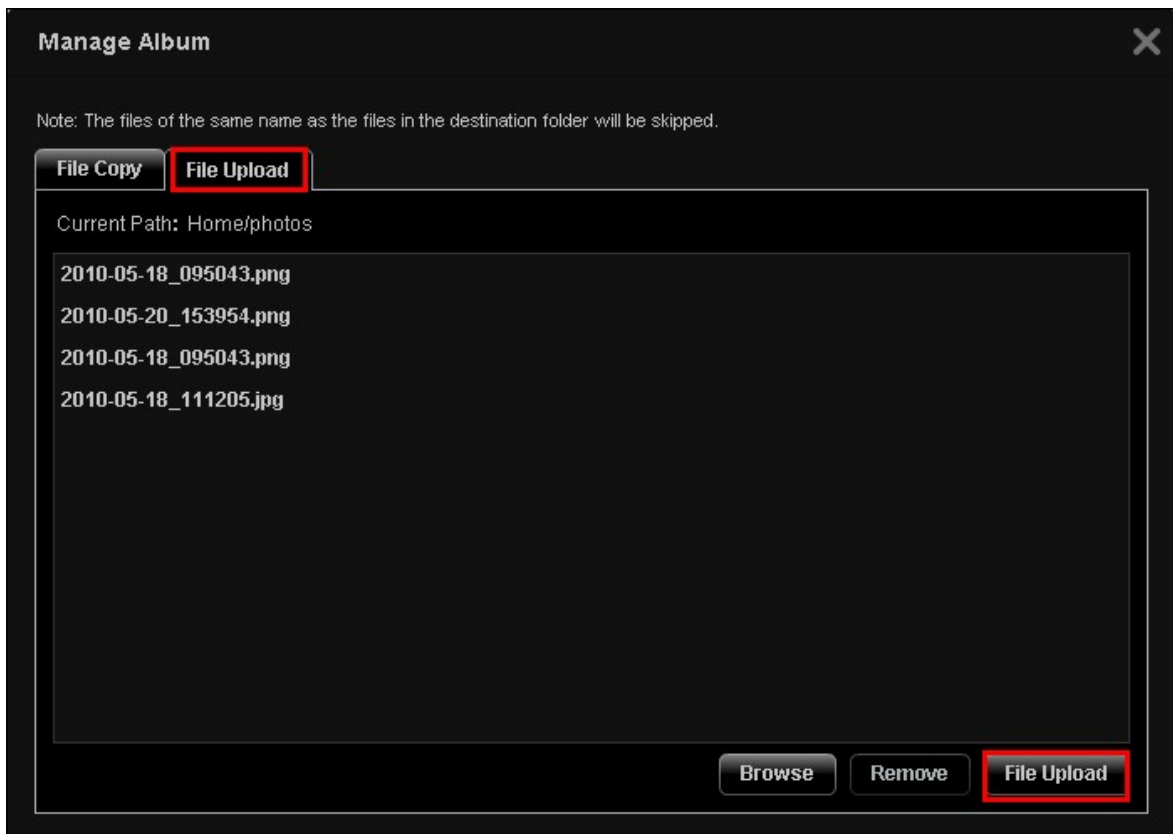 Manage Album
Note: The files of the same name as the files in the destination folder will be skipped.
File Copy File Upload
Current Path: Home/photos
2010-05-18_095043.png
2010-05-20_153954.png
2010-05-18_095043.png
2010-05-18_111205.jpg
Browse Remove File Upload